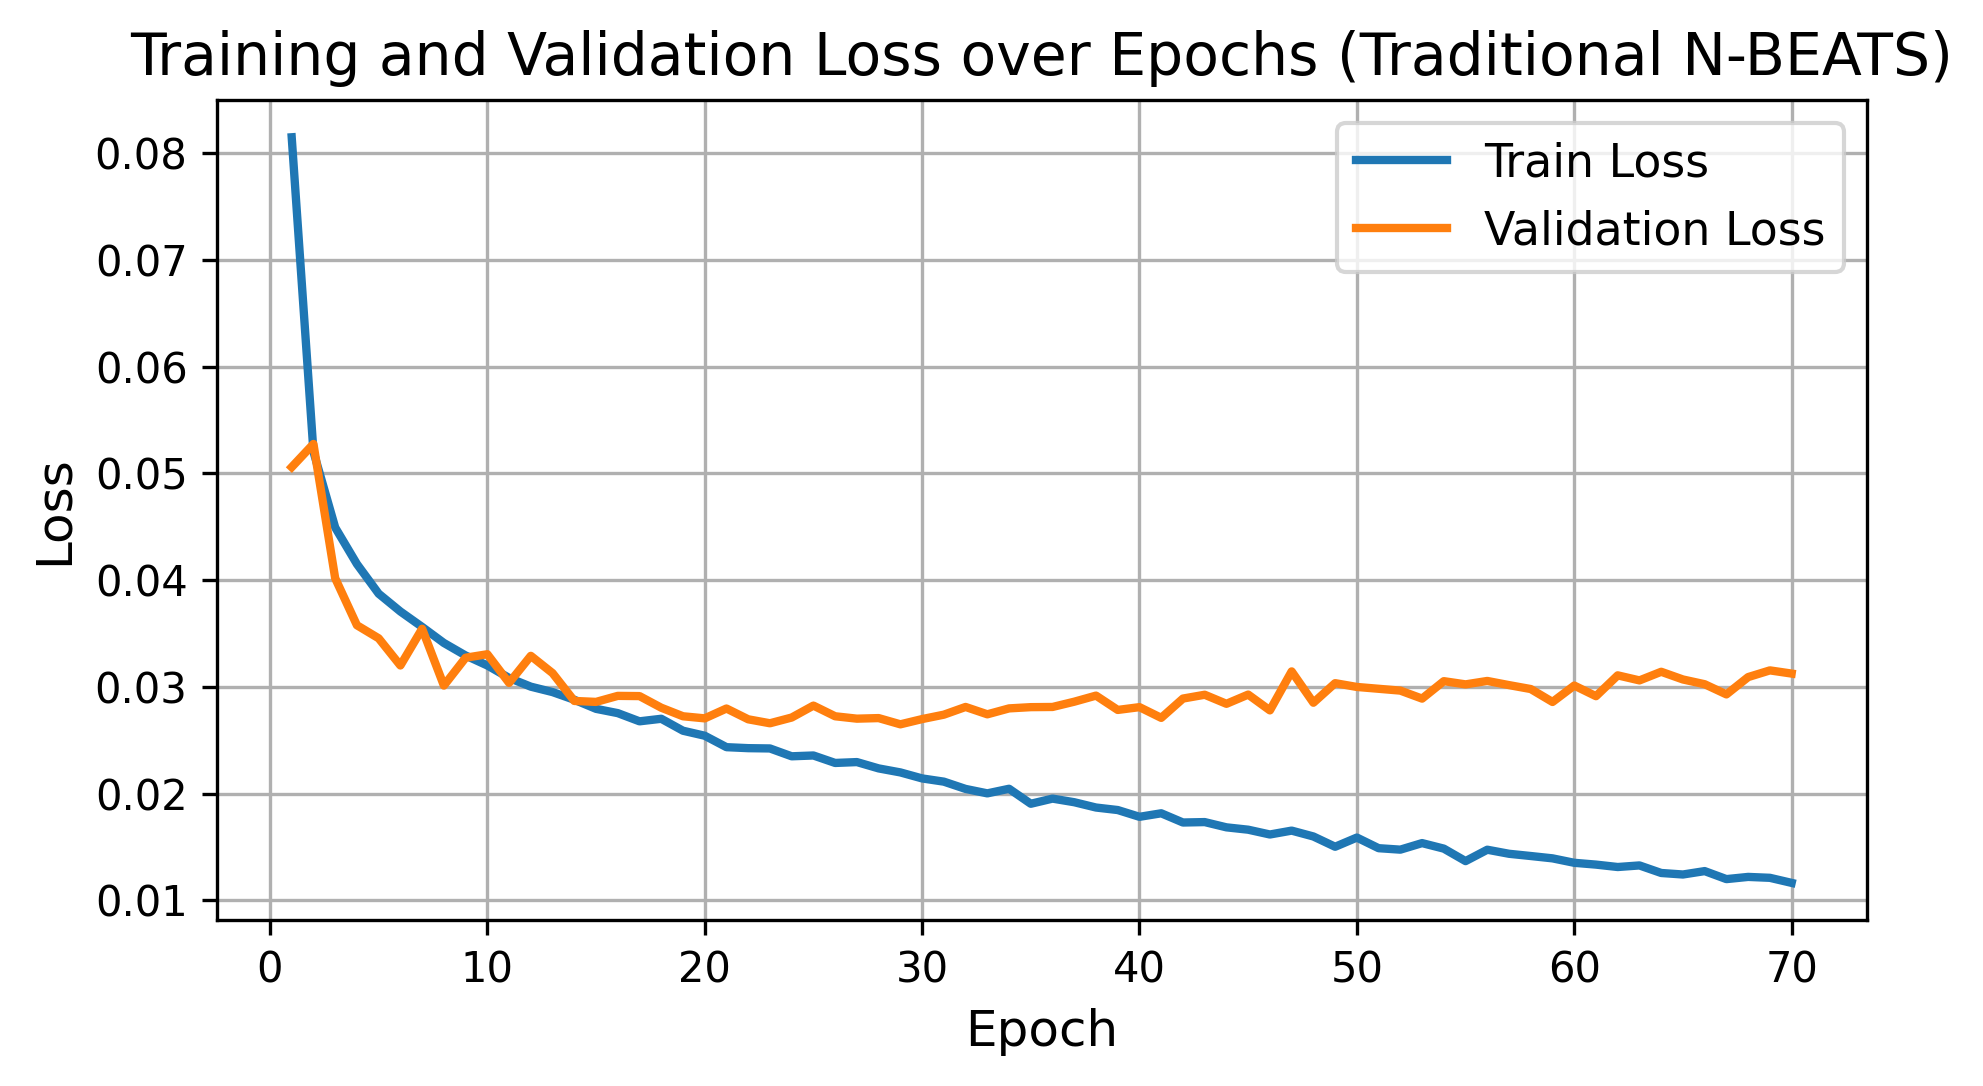 Training and Validation Loss over Epochs (Traditional N-BEATS)
Train Loss
Validation Loss
Loss
0.08
0.07
0.06
0.05
0.04
0.03
0.02
0.01
0 10 20 30 40 50 60 70
Epoch